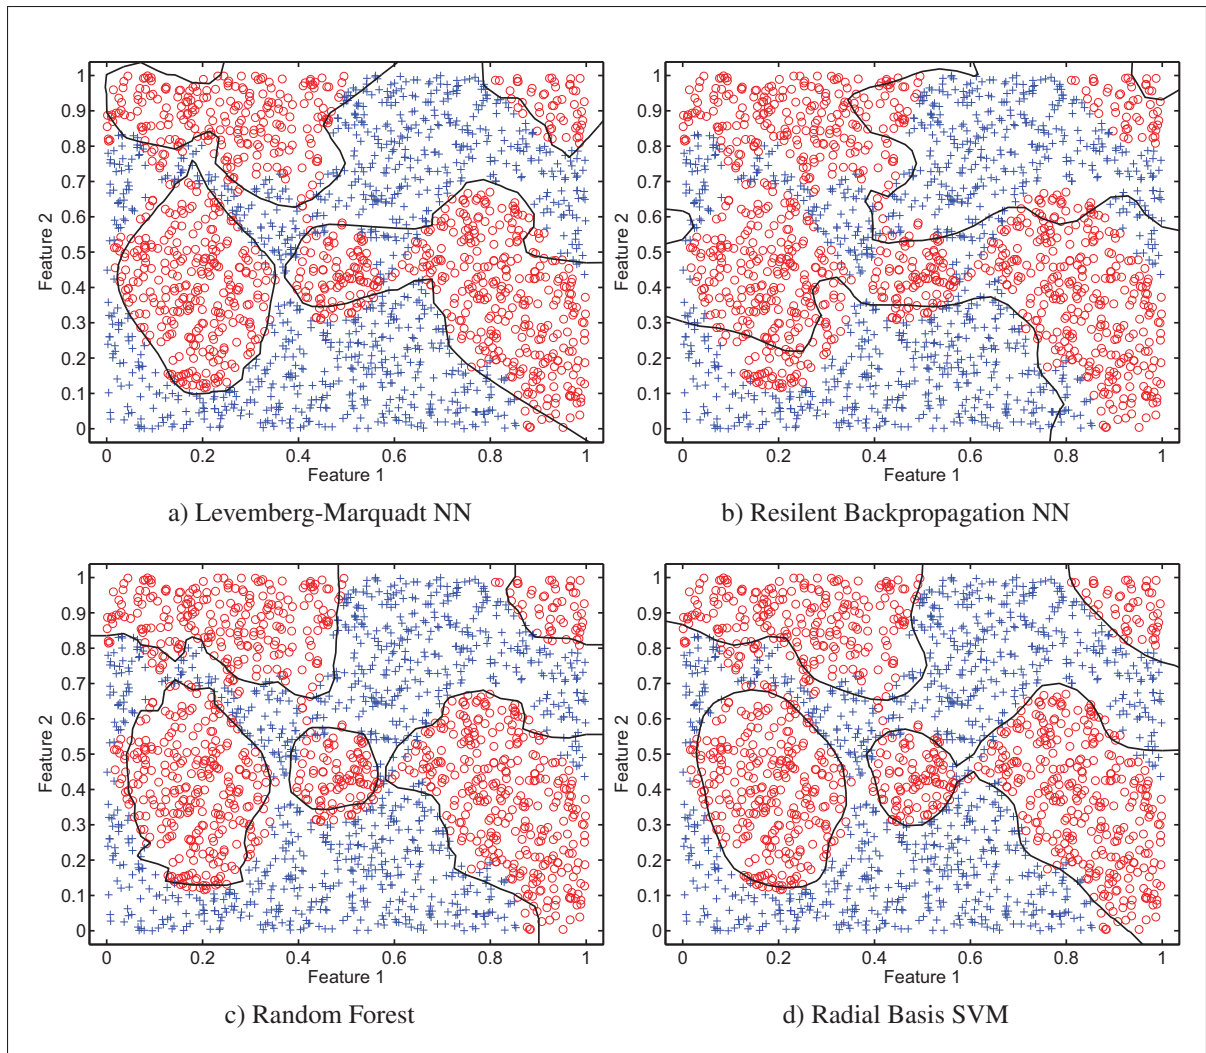 1
0.9
0.8
0.7
0.6
0.5
0.4
0.3
0.2
0.1
0
Feature 2
0 0.2 0.4 0.6 0.8 1
Feature 1
a) Levemberg-Marquadt NN
1
0.9
0.8
0.7
0.6
0.5
0.4
0.3
0.2
0.1
0
Feature 2
0 0.2 0.4 0.6 0.8 1
Feature 1
b) Resilent Backpropagation NN
1
0.9
0.8
0.7
0.6
0.5
0.4
0.3
0.2
0.1
0
Feature 2
0 0.2 0.4 0.6 0.8 1
Feature 1
c) Random Forest
1
0.9
0.8
0.7
0.6
0.5
0.4
0.3
0.2
0.1
0
Feature 2
0 0.2 0.4 0.6 0.8 1
Feature 1
d) Radial Basis SVM